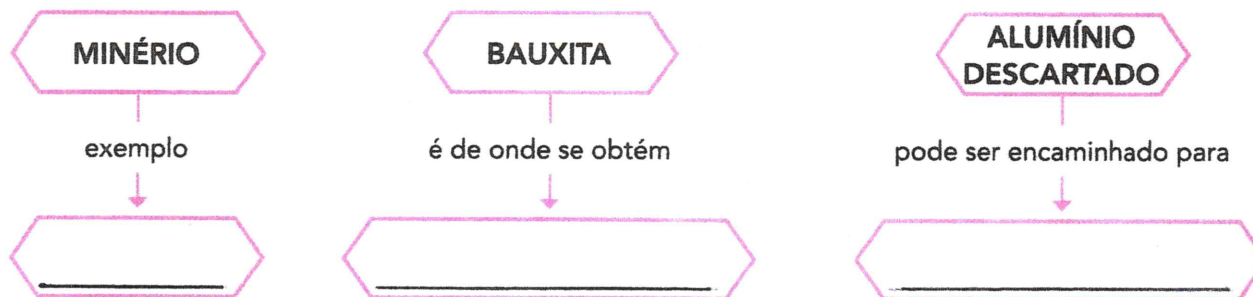 MINÉRIO
exemplo
BAUXITA
é de onde se obtém
ALUMÍNIO
DESCARTADO
pode ser encaminhado para